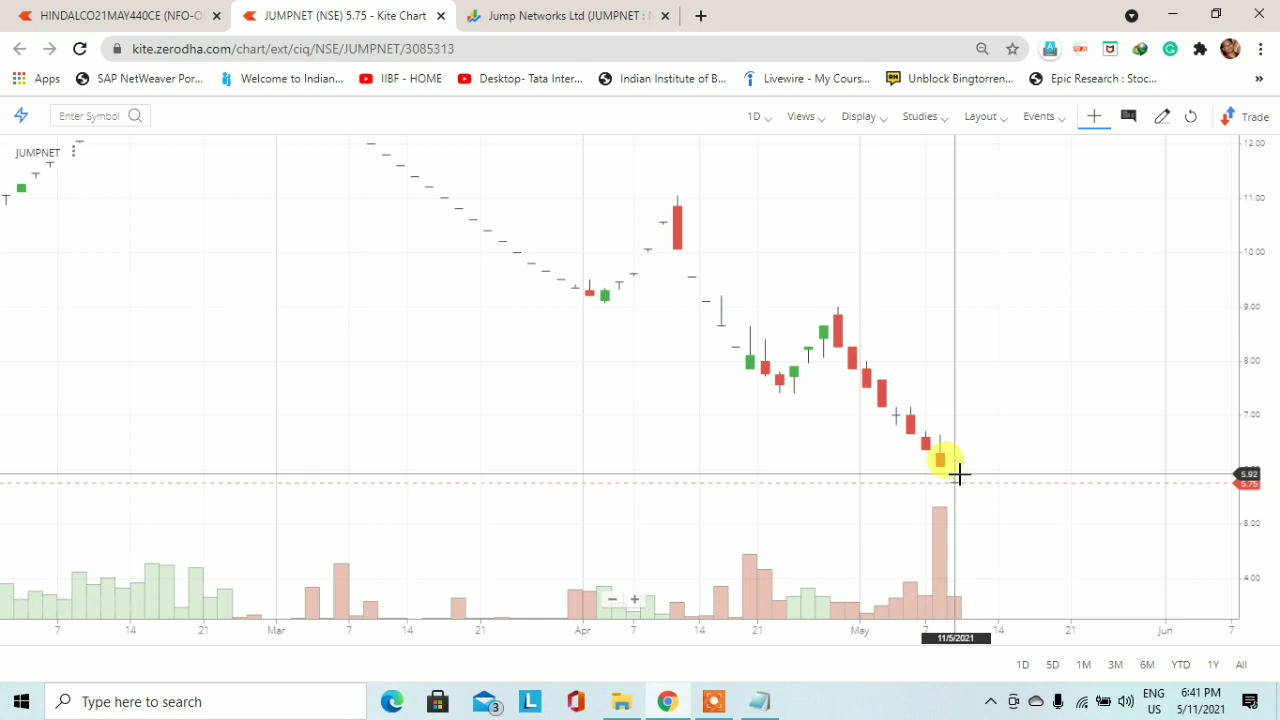 HINDALCO21MAY440CE (NFO-O
JUMPNET (NSE) 5.75 - Kite Chart
Jump Networks Ltd (JUMPNET : N
kite.zerodha.com/chart/ext/ciq/NSE/JUMPNET/3085313
Apps
SAP NetWeaver Por...
Welcome to Indian...
IIBF - HOME
Desktop- Tata Inter...
Indian Institute of B...
Livewire - My Cours...
Unblock Bingtorren...
Epic Research : Stoc...
»
Enter Symbol
1D
Views
Display
Studies
Layout
Events
Trade
JUMPNET
12.00
11.00
10.00
9.00
8.00
7.00
5.92
5.75
5.00
4.00
7
14
21
Mar
7
14
21
Apr
7
14
21
May
7
14
21
Jun
7
11/5/2021
1D
5D
1M
3M
6M
YTD
1Y
All
Type here to search
3
L
ENG
US
6:41 PM
5/11/2021